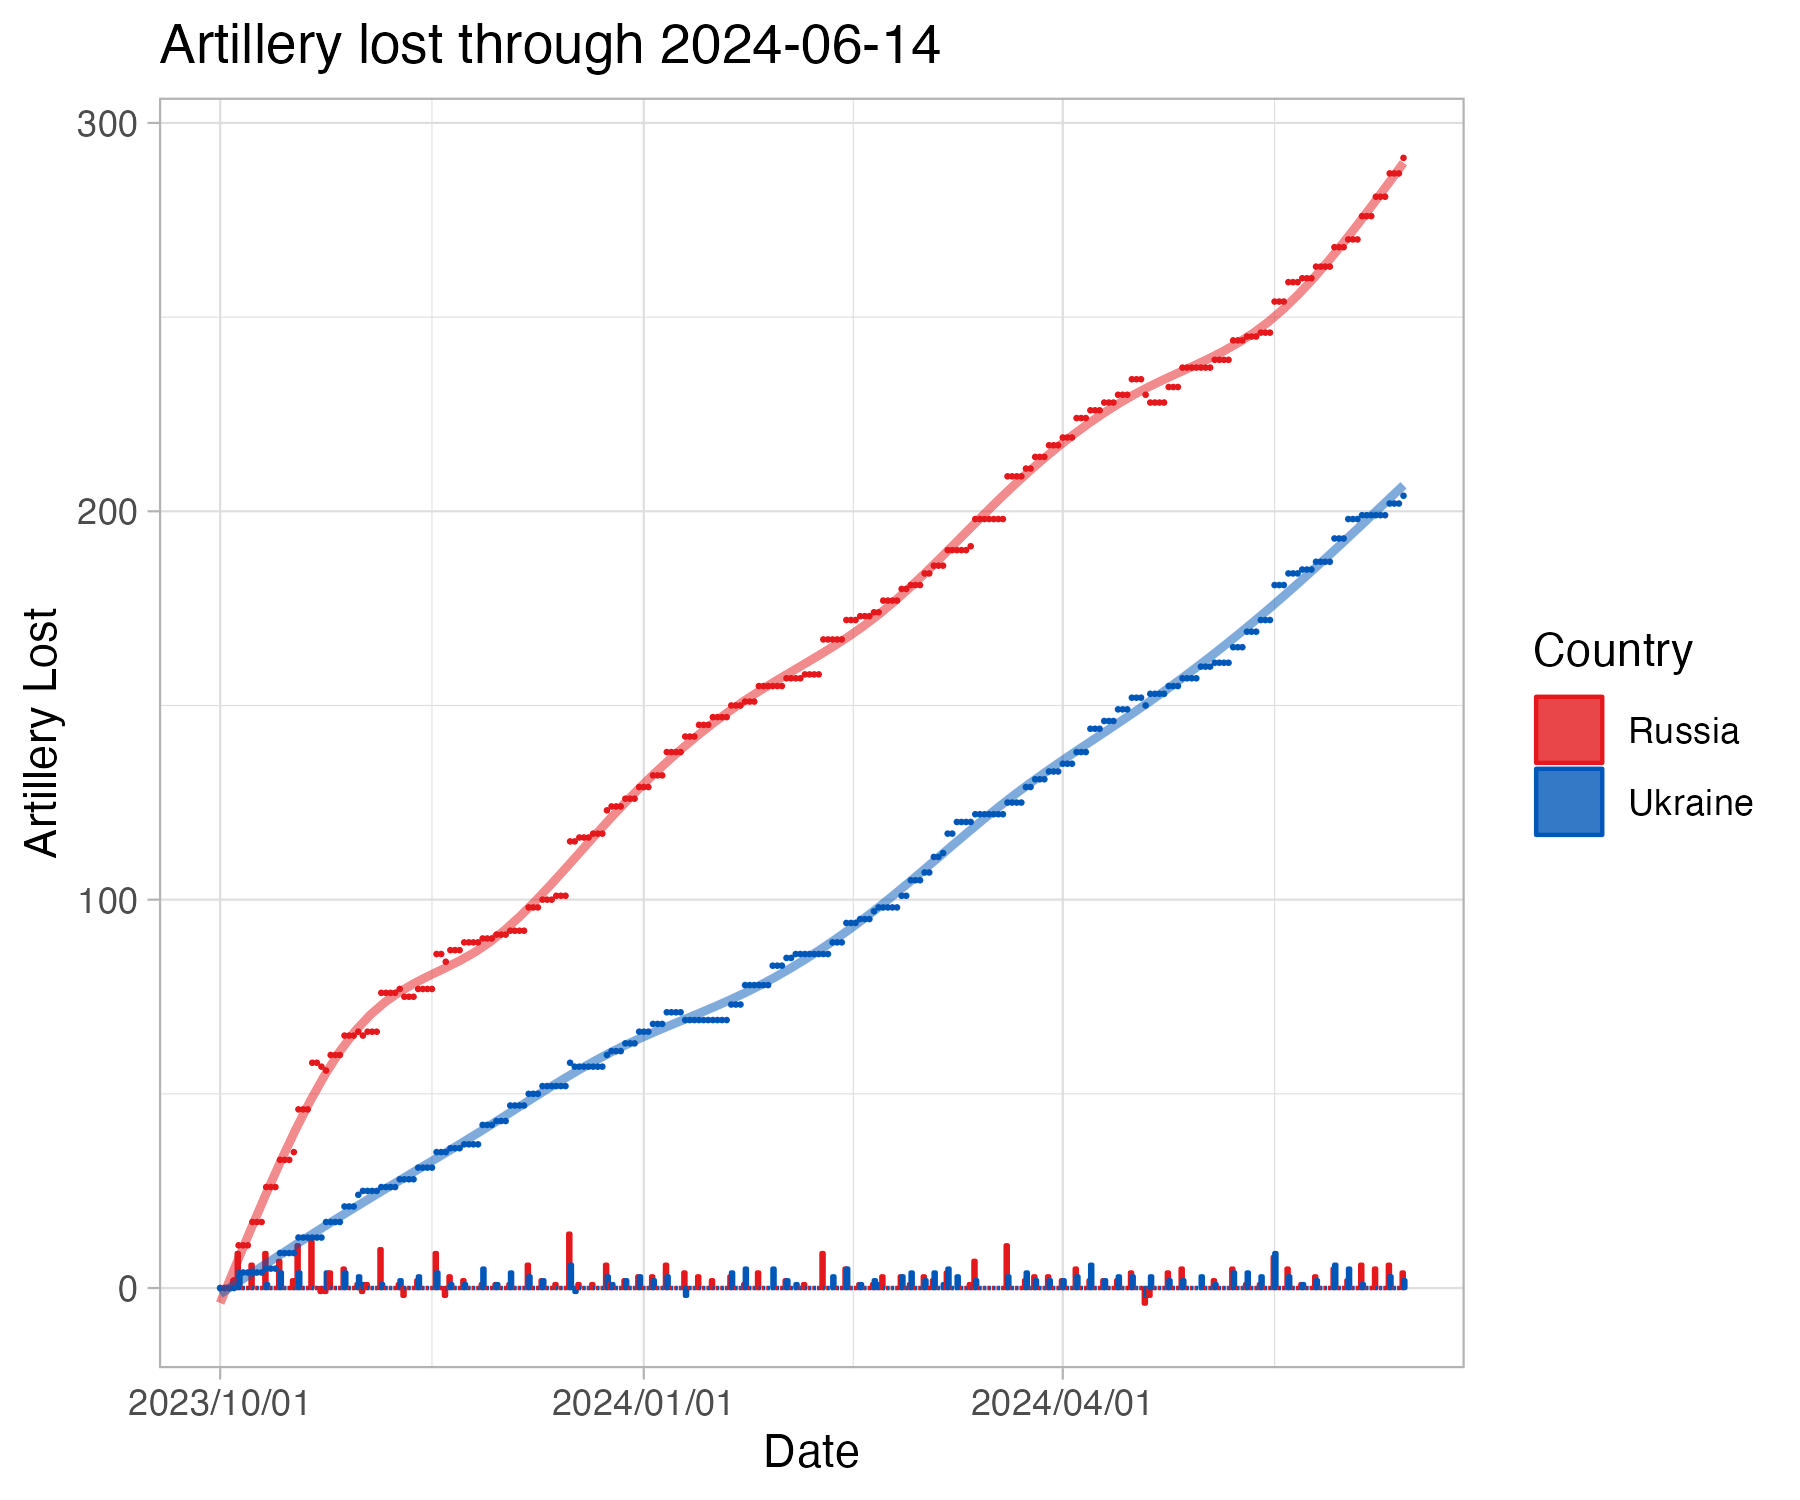 Artillery lost through 2024-06-14
300
200
100
0
Artillery Lost
2023/10/01
2024/01/01
2024/04/01
Date
Country
Russia
Ukraine